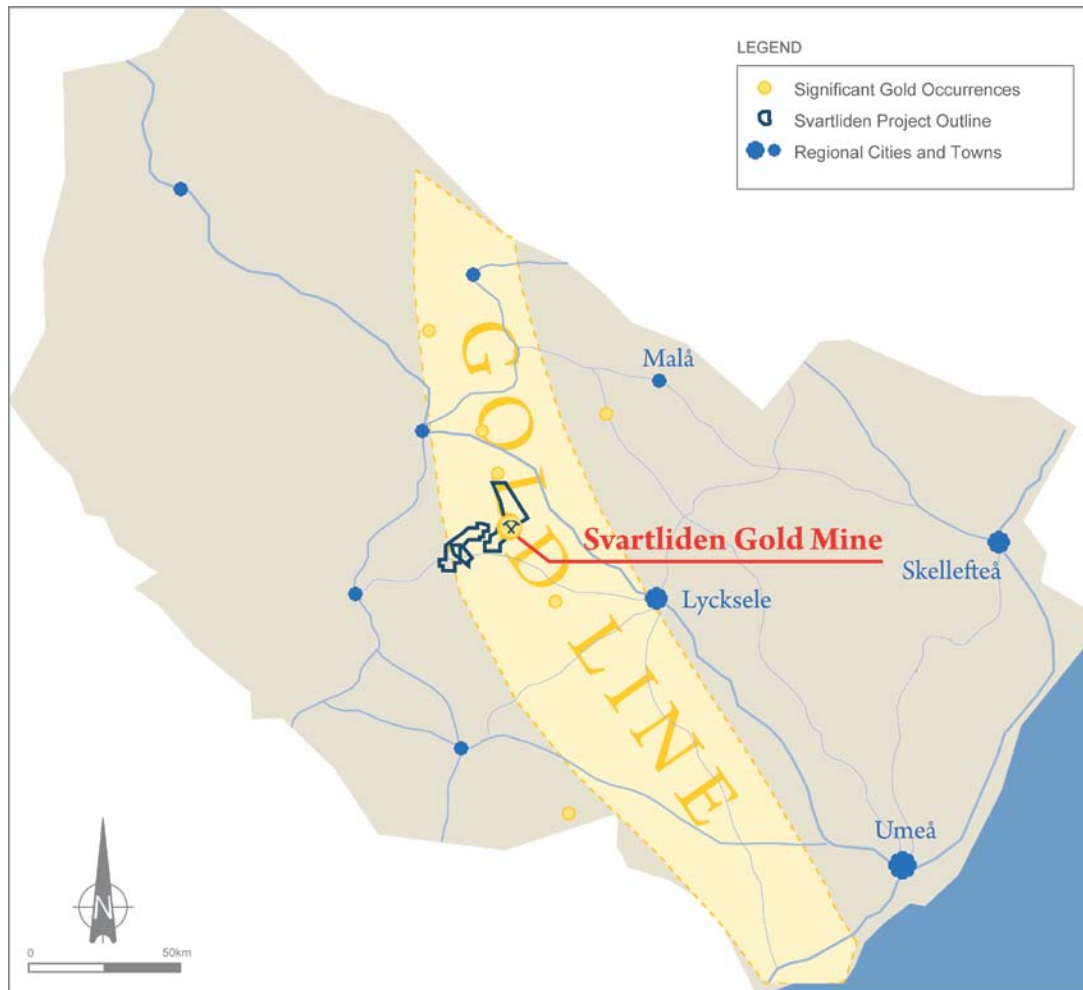 LEGEND
Significant Gold Occurrences
Svartliden Project Outline
Regional Cities and Towns
GOLD LINE
Malå
Svartliden Gold Mine
Skellefteå
Lycksele
Umeå
N
0 50km